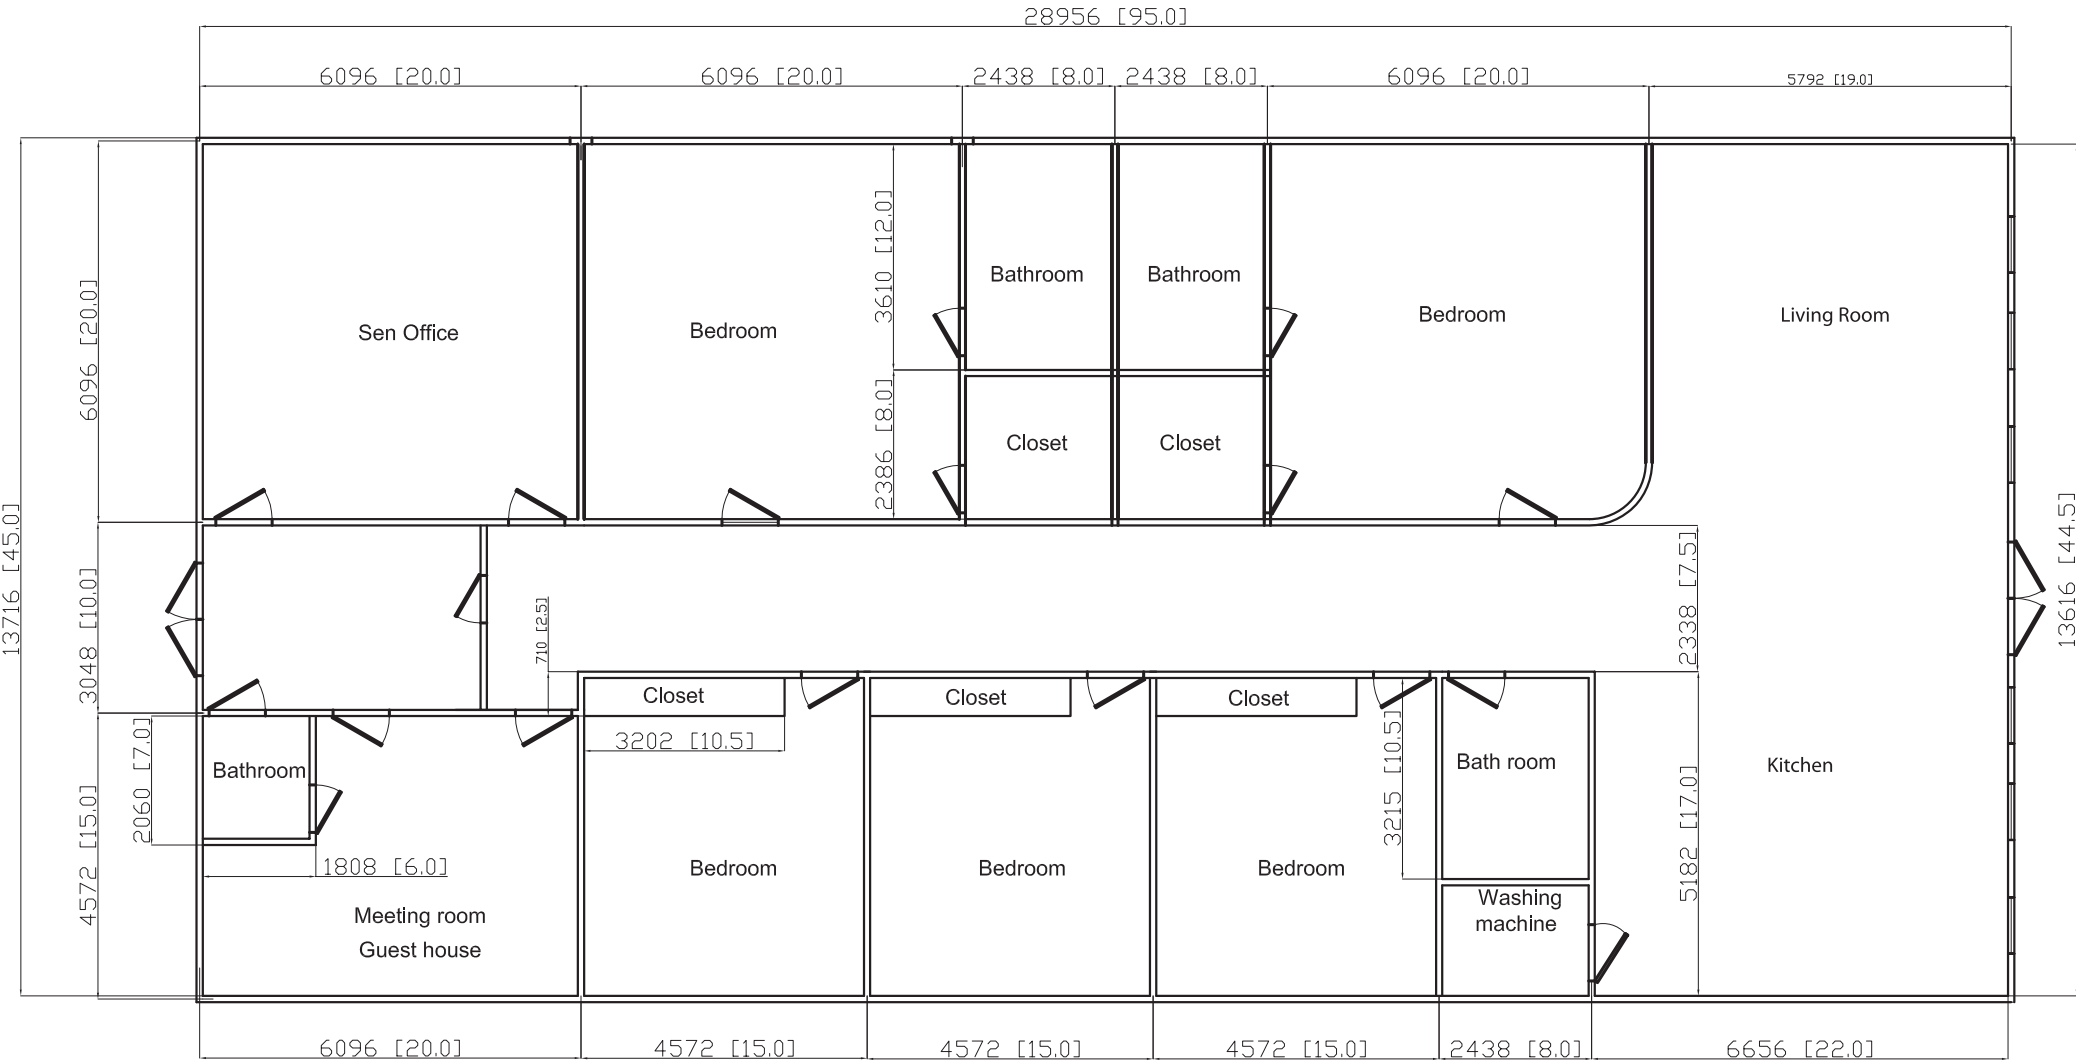 28956 [95.0]
6096 [20.0]
6096 [20.0]
2438 [8.0]
2438 [8.0]
6096 [20.0]
5792 [19.0]
13716 [45.0]
6096 [20.0]
3048 [10.0]
4572 [15.0]
Sen Office
Bedroom
3610 [12.0]
2386 [8.0]
Bathroom
Bathroom
Closet
Closet
Bedroom
Living Room
13616 [44.5]
2338 [7.5]
710 [2.5]
Closet
Closet
Closet
3202 [10.5]
2060 [7.0]
Bathroom
1808 [6.0]
Meeting room
Guest house
Bedroom
Bedroom
Bedroom
3215 [10.5]
Bath room
Washing
machine
5182 [17.0]
Kitchen
6096 [20.0]
4572 [15.0]
4572 [15.0]
4572 [15.0]
2438 [8.0]
6656 [22.0]